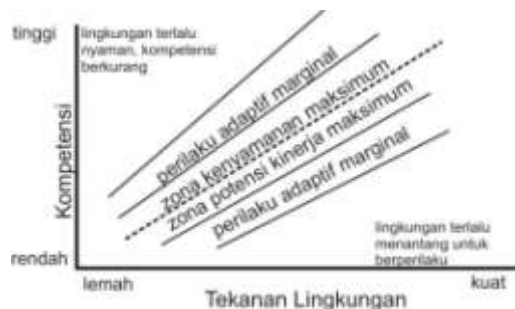 tinggi
lingkungan terlalu
nyaman, kompetensi
berkurang
Kompetensi
perilaku adaptif marginal
zona kenyamanan maksimum
zona potensi kinerja maksimum
perilaku adaptif marginal
lingkungan terlalu
menantang untuk
berperilaku
rendah
lemah
kuat
Tekanan Lingkungan